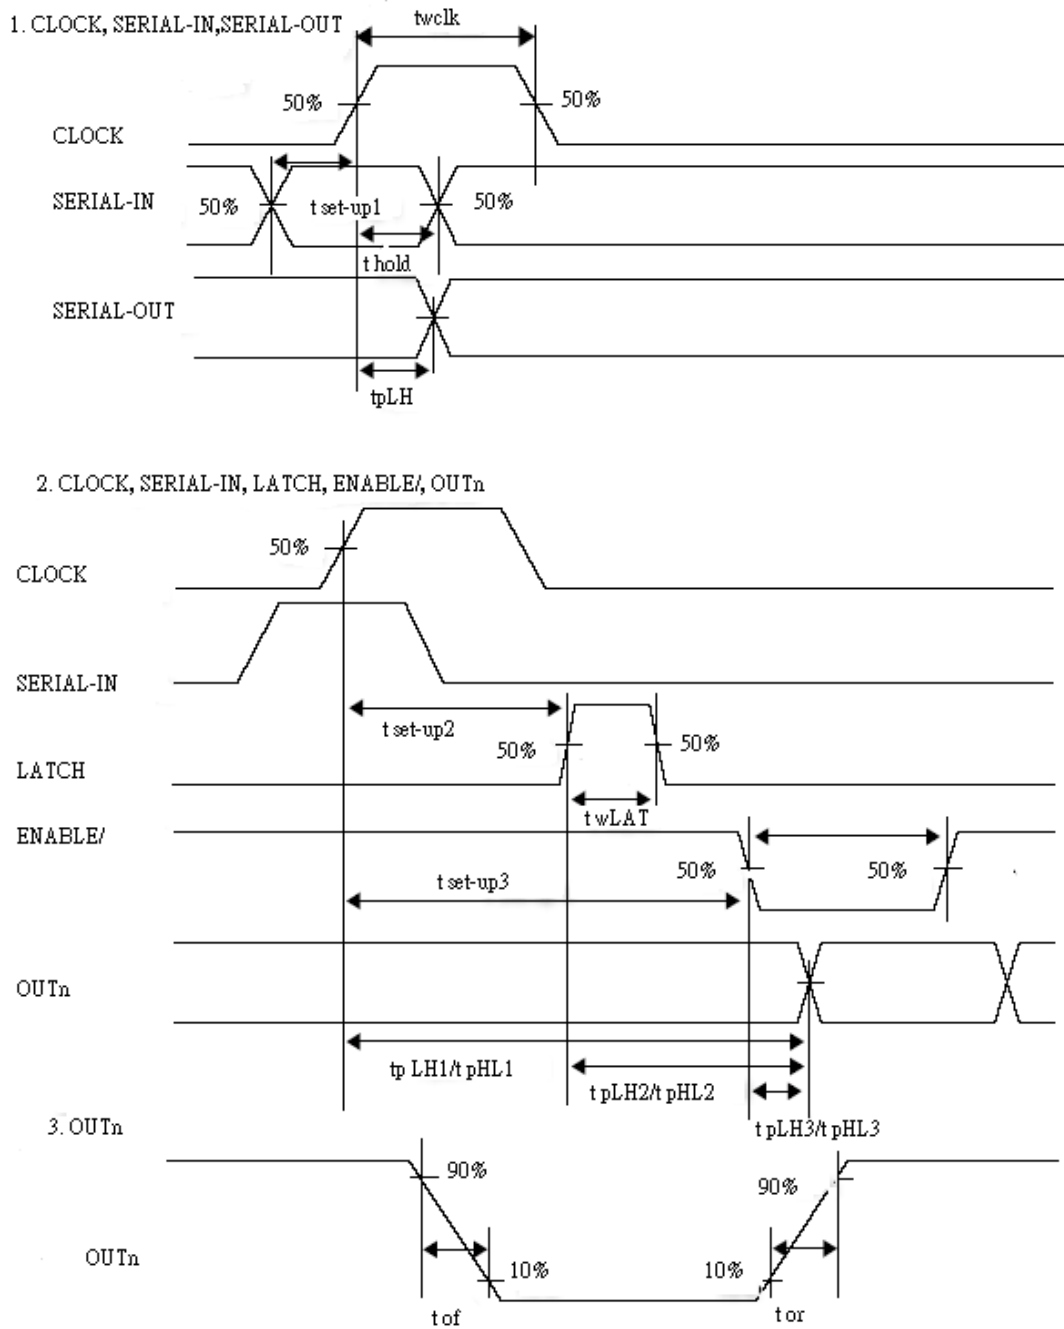 1. CLOCK, SERIAL-IN,SERIAL-OUT
twclk
50%
50%
CLOCK
SERIAL-IN
50%
t set-up1
50%
t hold
SERIAL-OUT
tpLH
2. CLOCK, SERIAL-IN, LATCH, ENABLE/, OUTn
50%
CLOCK
SERIAL-IN
t set-up2
50%
50%
LATCH
t wLAT
ENABLE/
50%
50%
t set-up3
OUTn
tp LH1/t pHL1
t pLH2/t pHL2
t pLH3/t pHL3
3. OUTn
90%
90%
OUTn
10%
10%
t of
t or